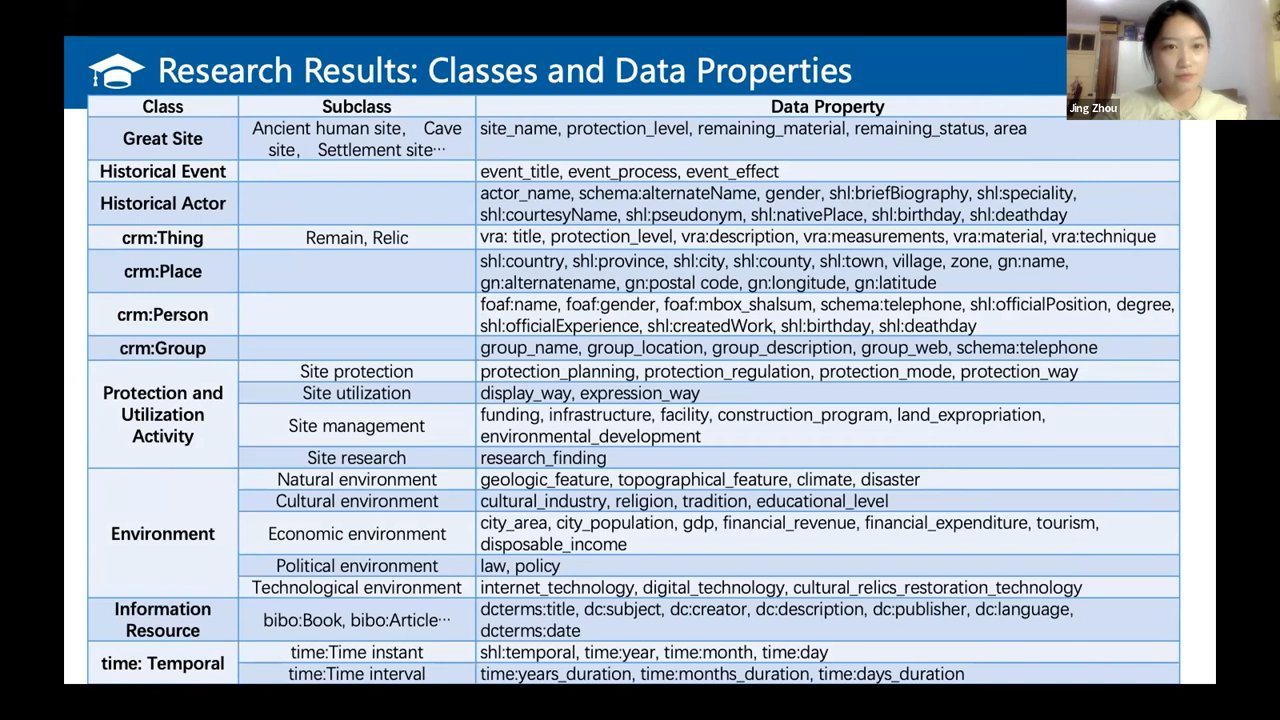 Research Results: Classes and Data Properties
Jing Zhou
Class Subclass Data Property
Great Site
Ancient human site, Cave
site, Settlement site…
site_name, protection_level, remaining_material, remaining_status, area
Historical Event
event_title, event_process, event_effect
Historical Actor
actor_name, schema:alternateName, gender, shl:briefBiography, shl:speciality,
shl:courtesyName, shl:pseudonym, shl:nativePlace, shl:birthday, shl:deathday
crm:Thing
Remain, Relic
vra: title, protection_level, vra:description, vra:measurements, vra:material, vra:technique
crm:Place
shl:country, shl:province, shl:city, shl:county, shl:town, village, zone, gn:name,
gn:alternatename, gn:postal code, gn:longitude, gn:latitude
crm:Person
foaf:name, foaf:gender, foaf:mbox_shalsum, schema:telephone, shl:officialPosition, degree,
shl:officialExperience, shl:createdWork, shl:birthday, shl:deathday
crm:Group
group_name, group_location, group_description, group_web, schema:telephone
Protection and
Utilization
Activity
Site protection
protection_planning, protection_regulation, protection_mode, protection_way
Site utilization
display_way, expression_way
Site management
funding, infrastructure, facility, construction_program, land_expropriation,
environmental_development
Site research
research_finding
Environment
Natural environment
geologic_feature, topographical_feature, climate, disaster
Cultural environment
cultural_industry, religion, tradition, educational_level
Economic environment
city_area, city_population, gdp, financial_revenue, financial_expenditure, tourism,
disposable_income
Political environment
law, policy
Technological environment
internet_technology, digital_technology, cultural_relics_restoration_technology
Information
Resource
bibo:Book, bibo:Article…
dcterms:title, dc:subject, dc:creator, dc:description, dc:publisher, dc:language,
dcterms:date
time: Temporal
time:Time instant
shl:temporal, time:year, time:month, time:day
time:Time interval
time:years_duration, time:months_duration, time:days_duration